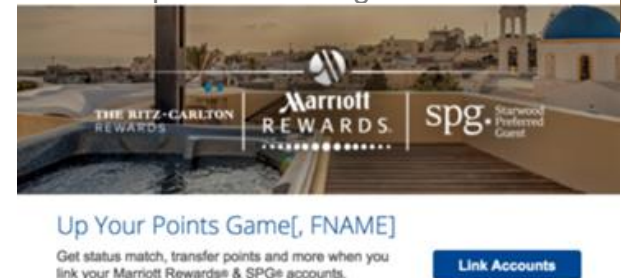 THE RITZ-CARLTON
REWARDS
Marriott
REWARDS.
spg.
Starwood
Preferred
Guest
Up Your Points Game[, FNAME]
Get status match, transfer points and more when you
link your Marriott Rewards® & SPG® accounts.
Link Accounts